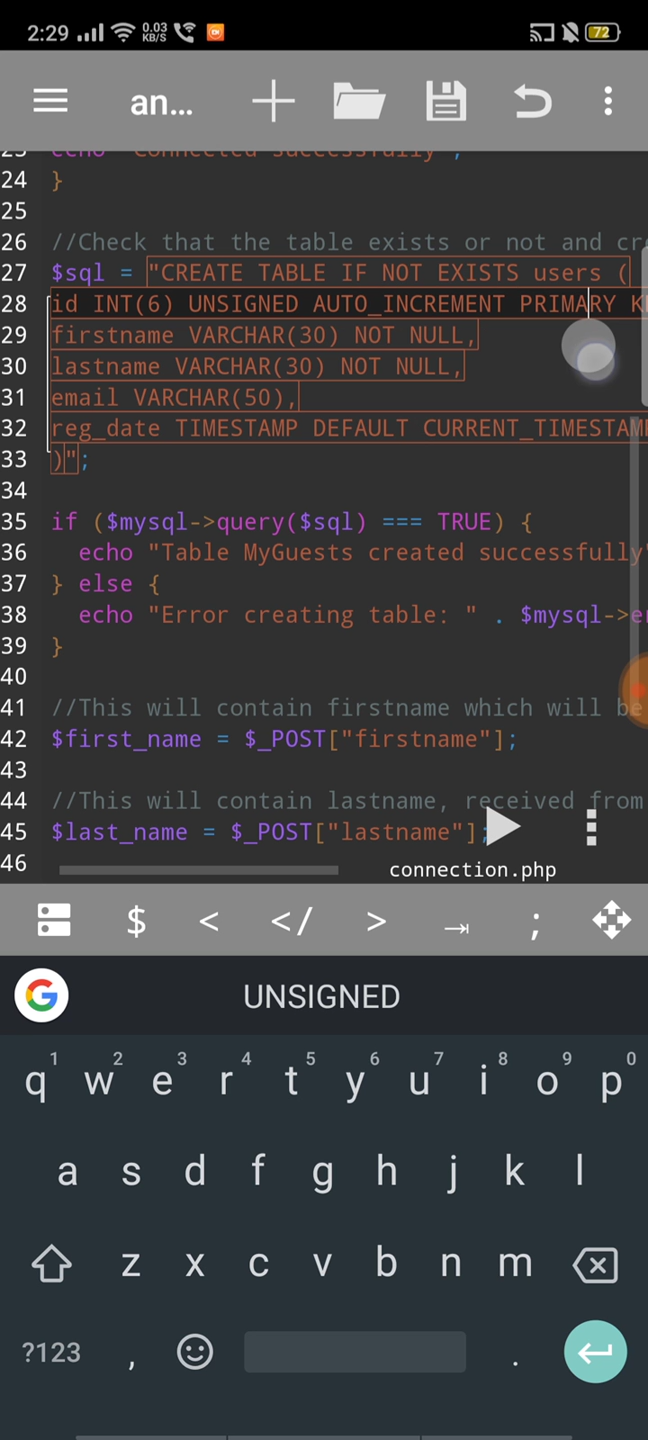 2:29 0.03 KB/S 72
an...
23 echo "Connected successfully";
24 }
25
26 //Check that the table exists or not and cr
27 $sql = "CREATE TABLE IF NOT EXISTS users (
28 id INT(6) UNSIGNED AUTO_INCREMENT PRIMARY K
29 firstname VARCHAR(30) NOT NULL,
30 lastname VARCHAR(30) NOT NULL,
31 email VARCHAR(50),
32 reg_date TIMESTAMP DEFAULT CURRENT_TIMESTAM
33 )";
34
35 if ($mysql->query($sql) === TRUE) {
36 echo "Table MyGuests created successfully"
37 } else {
38 echo "Error creating table: " . $mysql->er
39 }
40
41 //This will contain firstname which will be
42 $first_name = $_POST["firstname"];
43
44 //This will contain lastname, received from
45 $last_name = $_POST["lastname"];
46
connection.php
$ < </ > ⇥ ;
G UNSIGNED
1 2 3 4 5 6 7 8 9 0
q w e r t y u i o p
a s d f g h j k l
z x c v b n m
?123 , .